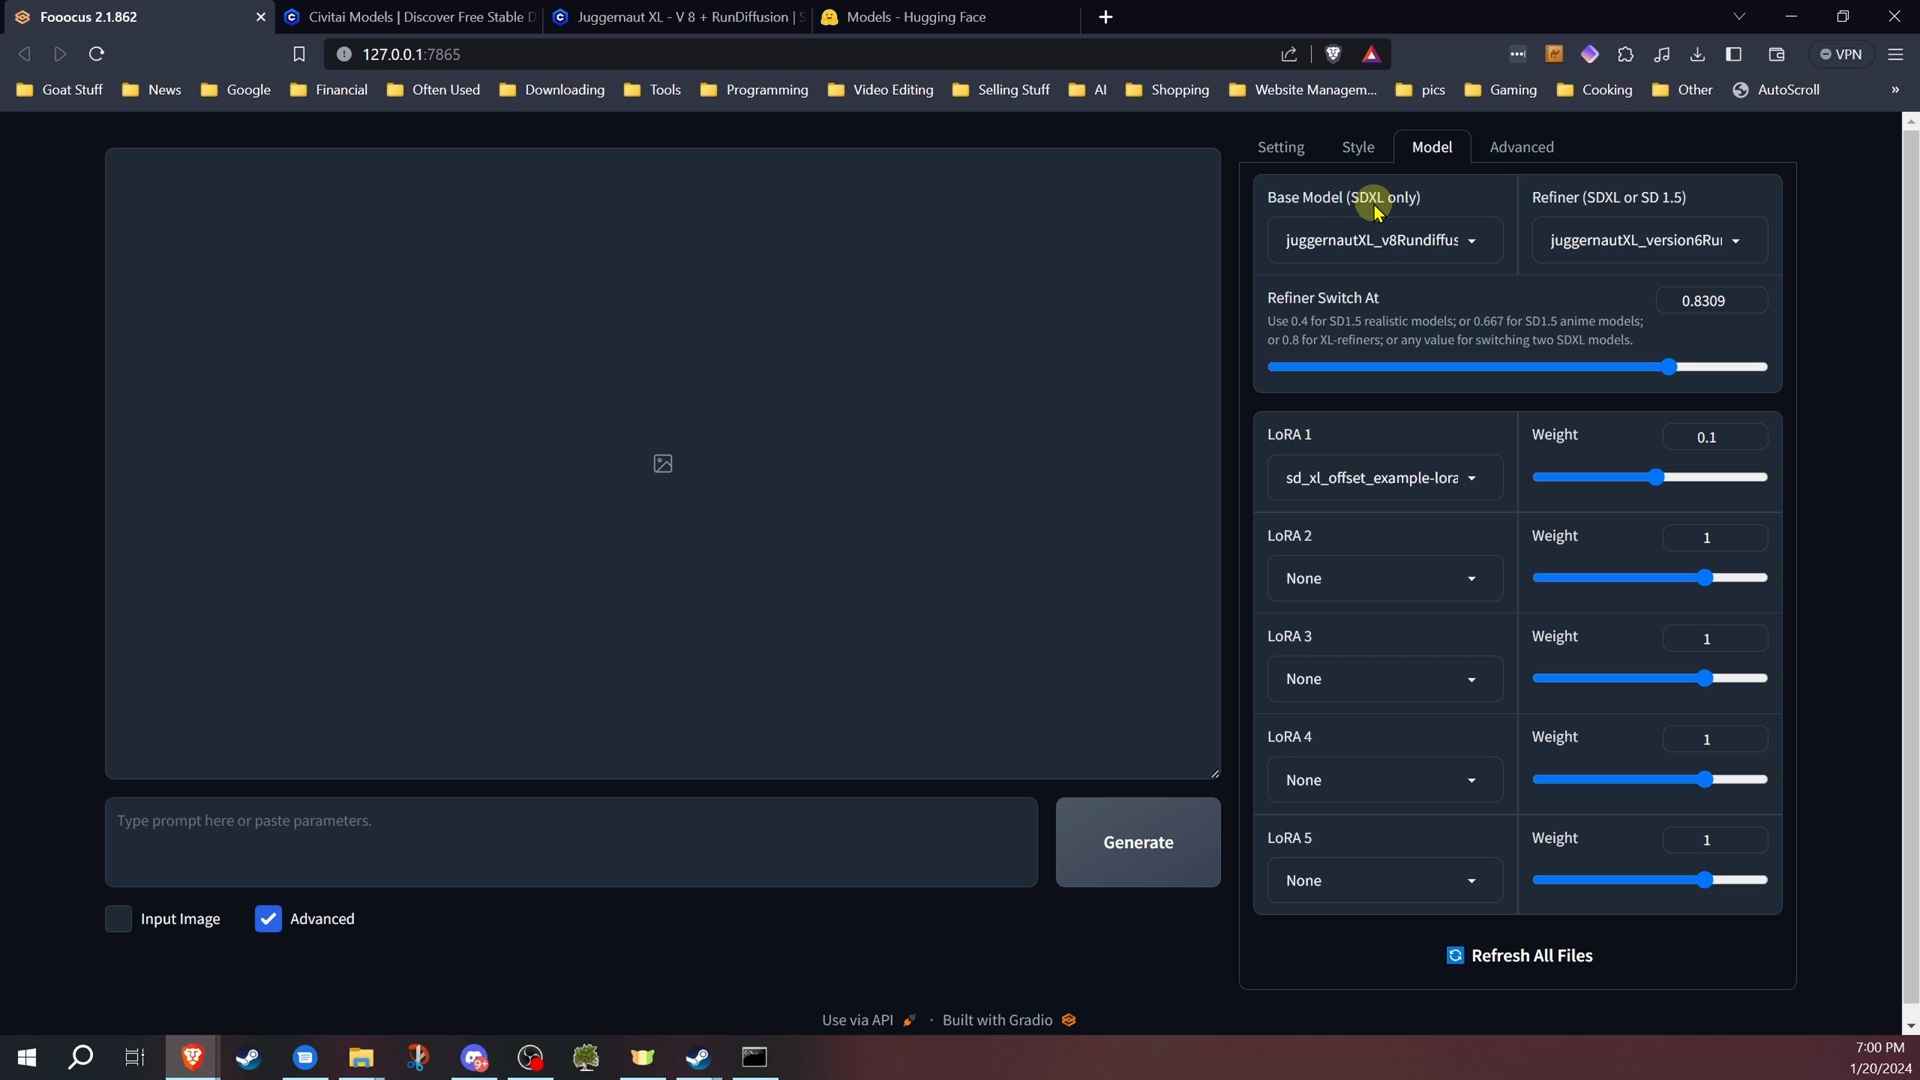 Fooocus 2.1.862
Civitai Models | Discover Free Stable D
Juggernaut XL - V 8 + RunDiffusion | S
Models - Hugging Face
127.0.0.1:7865
VPN
Goat Stuff
News
Google
Financial
Often Used
Downloading
Tools
Programming
Video Editing
Selling Stuff
AI
Shopping
Website Managem...
pics
Gaming
Cooking
Other
AutoScroll
»
Setting
Style
Model
Advanced
Base Model (SDXL only)
Refiner (SDXL or SD 1.5)
juggernautXL_v8Rundiffus
juggernautXL_version6Rui
Refiner Switch At
0.8309
Use 0.4 for SD1.5 realistic models; or 0.667 for SD1.5 anime models;
or 0.8 for XL-refiners; or any value for switching two SDXL models.
LoRA 1
Weight
0.1
sd_xl_offset_example-lora
LoRA 2
Weight
1
None
LoRA 3
Weight
1
None
LoRA 4
Weight
1
None
LoRA 5
Weight
1
None
Type prompt here or paste parameters.
Generate
Input Image
Advanced
Refresh All Files
Use via API
·
Built with Gradio
9+
7:00 PM
1/20/2024